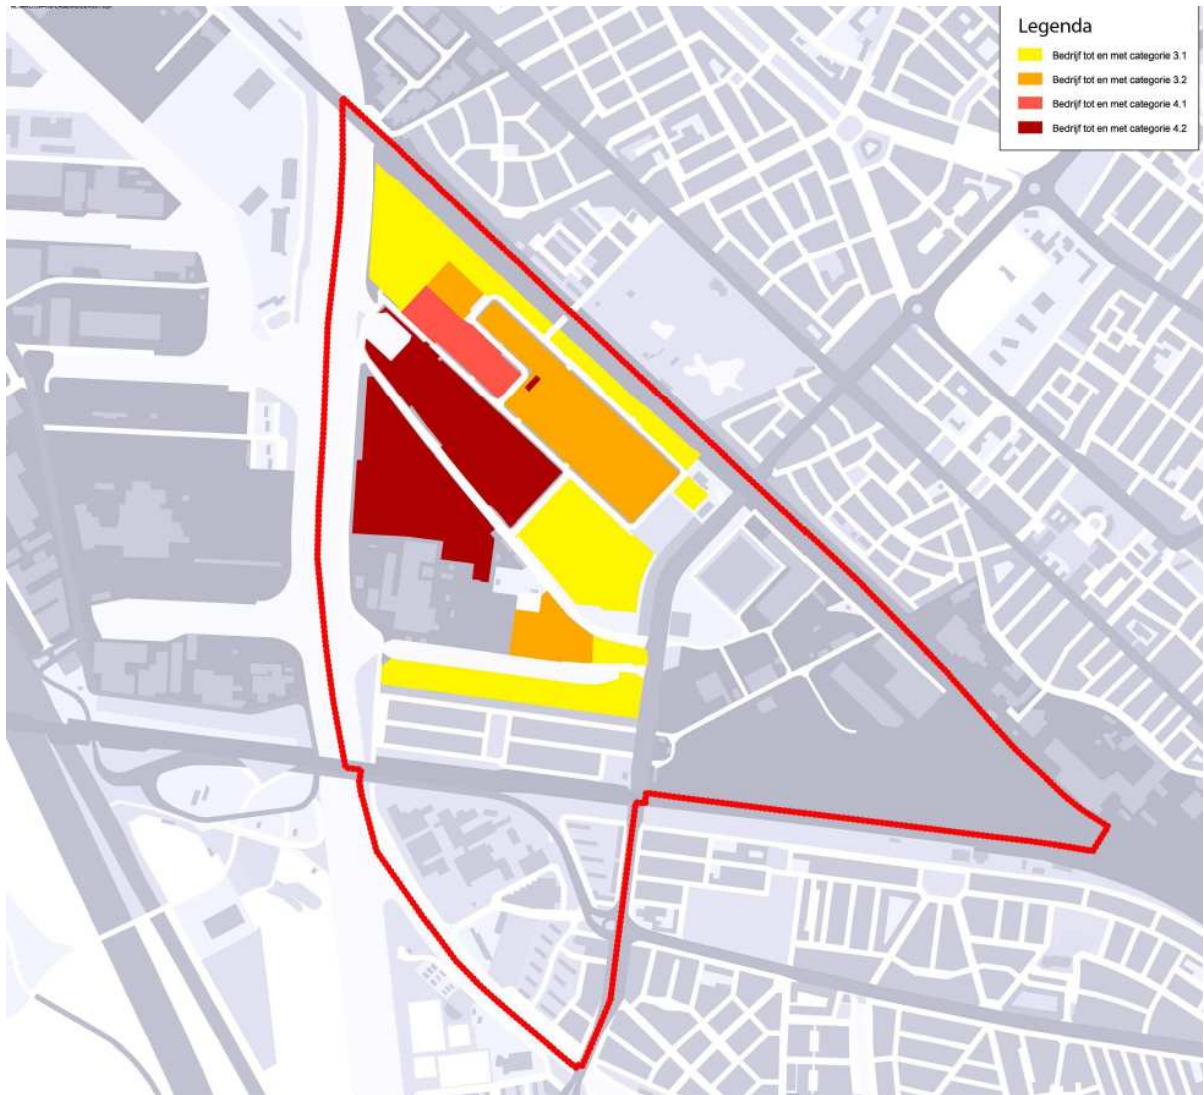 Legenda
Bedrijf tot en met categorie 3.1
Bedrijf tot en met categorie 3.2
Bedrijf tot en met categorie 4.1
Bedrijf tot en met categorie 4.2